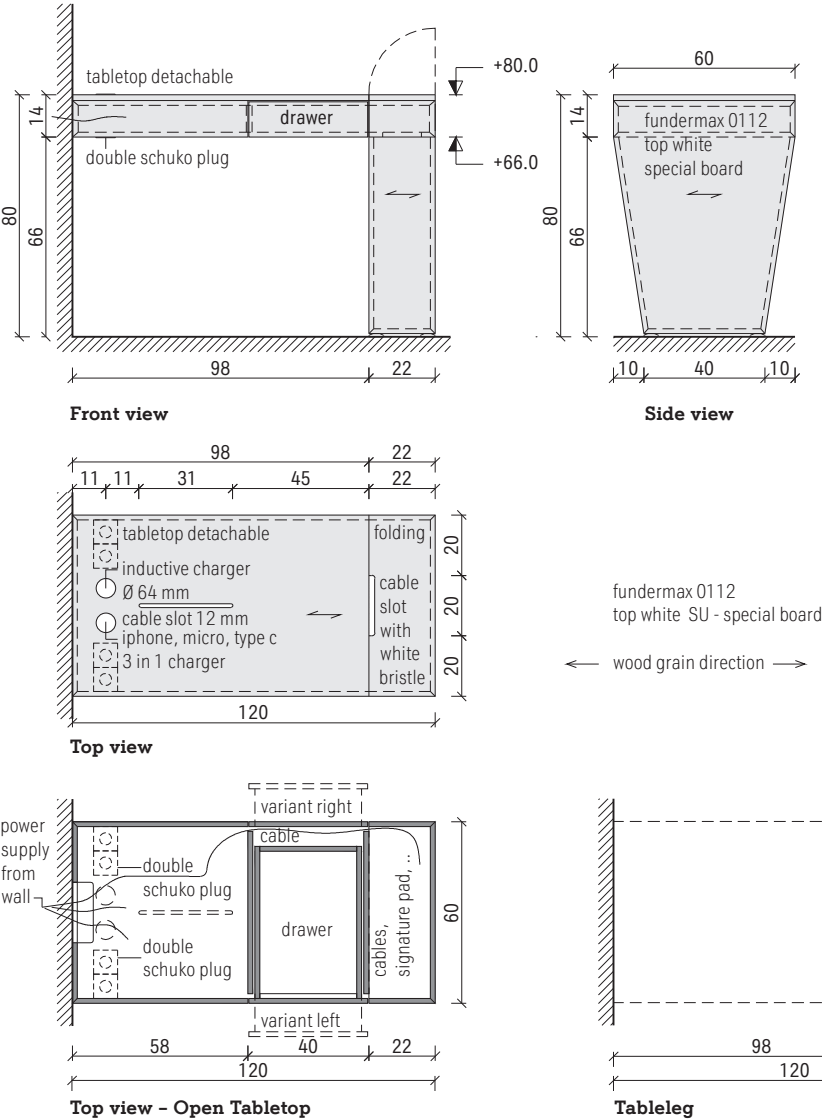 tabletop detachable
14
drawer
double schuko plug
80
66
+80.0
+66.0
98
22
Front view
60
14
fundermax 0112
top white
special board
80
66
10
40
10
Side view
98
22
11
11
31
45
22
tabletop detachable
folding
inductive charger
Ø 64 mm
cable slot 12 mm
iphone, micro, type c
3 in 1 charger
cable
slot
with
white
bristle
20
20
20
120
Top view
fundermax 0112
top white SU - special board
wood grain direction
variant right
power
supply
from
wall
cable
double
schuko plug
drawer
cables,
signature pad, ..
double
schuko plug
60
variant left
58
40
22
120
Top view – Open Tabletop
98
120
Tableleg